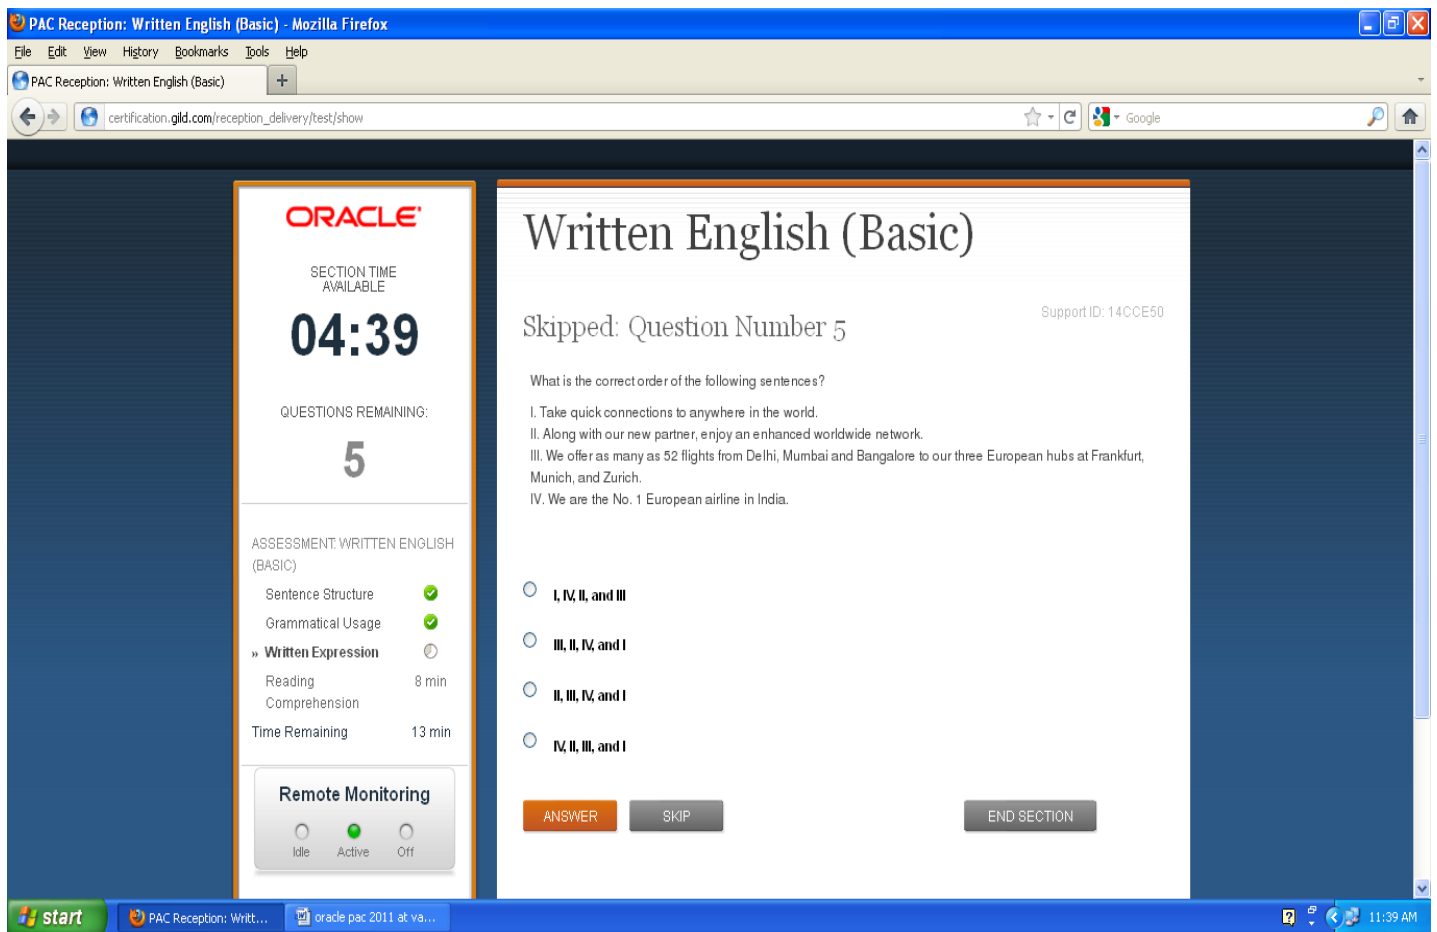 PAC Reception: Written English (Basic) - Mozilla Firefox
File Edit View History Bookmarks Tools Help
PAC Reception: Written English (Basic) +
certification.gild.com/reception_delivery/test/show
Google
ORACLE
SECTION TIME
AVAILABLE
04:39
QUESTIONS REMAINING:
5
ASSESSMENT: WRITTEN ENGLISH
(BASIC)
Sentence Structure
Grammatical Usage
» Written Expression
Reading 8 min
Comprehension
Time Remaining 13 min
Remote Monitoring
Idle Active Off
Written English (Basic)
Support ID: 14CCE50
Skipped: Question Number 5
What is the correct order of the following sentences?
I. Take quick connections to anywhere in the world.
II. Along with our new partner, enjoy an enhanced worldwide network.
III. We offer as many as 52 flights from Delhi, Mumbai and Bangalore to our three European hubs at Frankfurt,
Munich, and Zurich.
IV. We are the No. 1 European airline in India.
I, IV, II, and III
III, II, IV, and I
II, III, IV, and I
IV, II, III, and I
ANSWER SKIP END SECTION
start PAC Reception: Writt... oracle pac 2011 at va... 11:39 AM